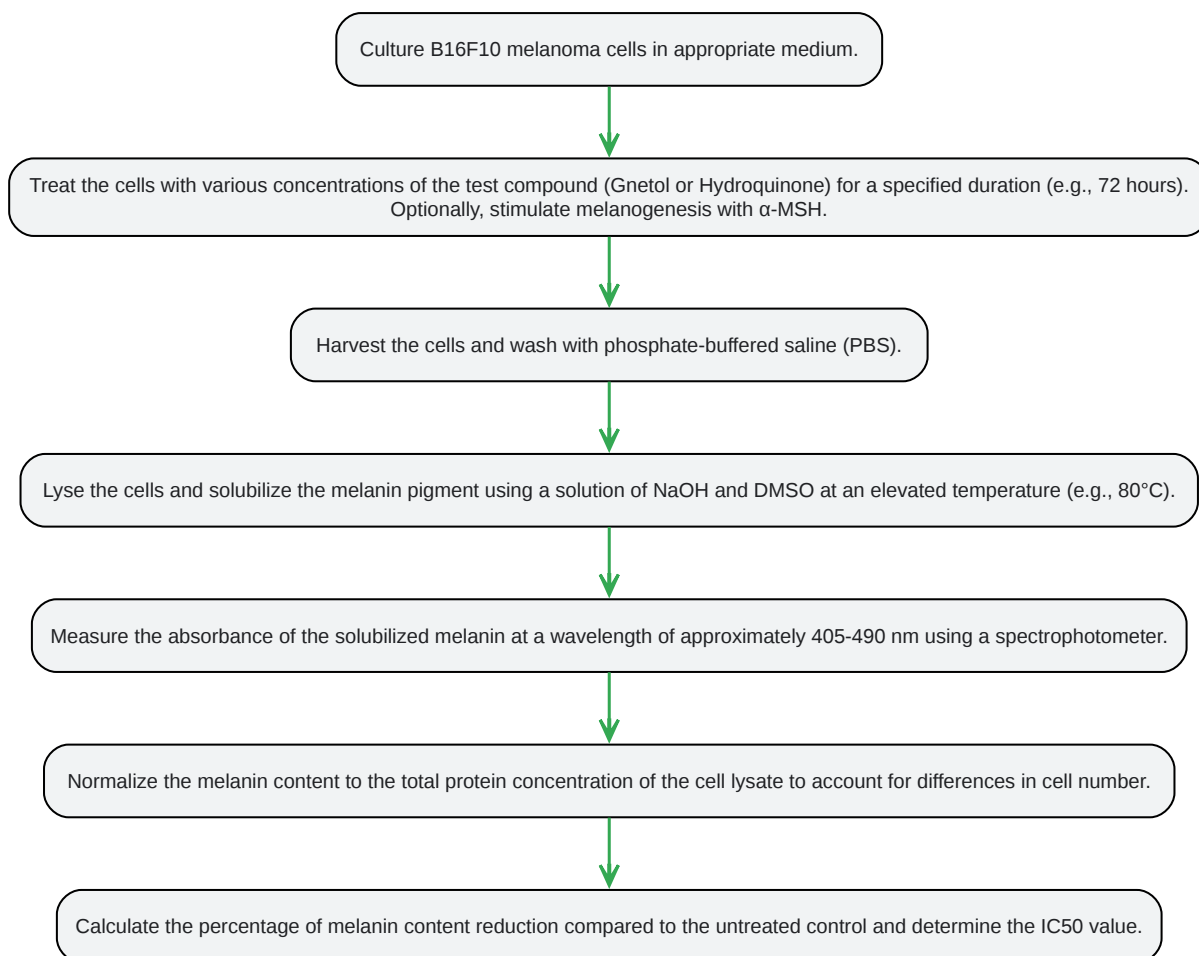 Culture B16F10 melanoma cells in appropriate medium.
Treat the cells with various concentrations of the test compound (Gnetol or Hydroquinone) for a specified duration (e.g., 72 hours).
Optionally, stimulate melanogenesis with α-MSH.
Harvest the cells and wash with phosphate-buffered saline (PBS).
Lyse the cells and solubilize the melanin pigment using a solution of NaOH and DMSO at an elevated temperature (e.g., 80°C).
Measure the absorbance of the solubilized melanin at a wavelength of approximately 405-490 nm using a spectrophotometer.
Normalize the melanin content to the total protein concentration of the cell lysate to account for differences in cell number.
Calculate the percentage of melanin content reduction compared to the untreated control and determine the IC50 value.